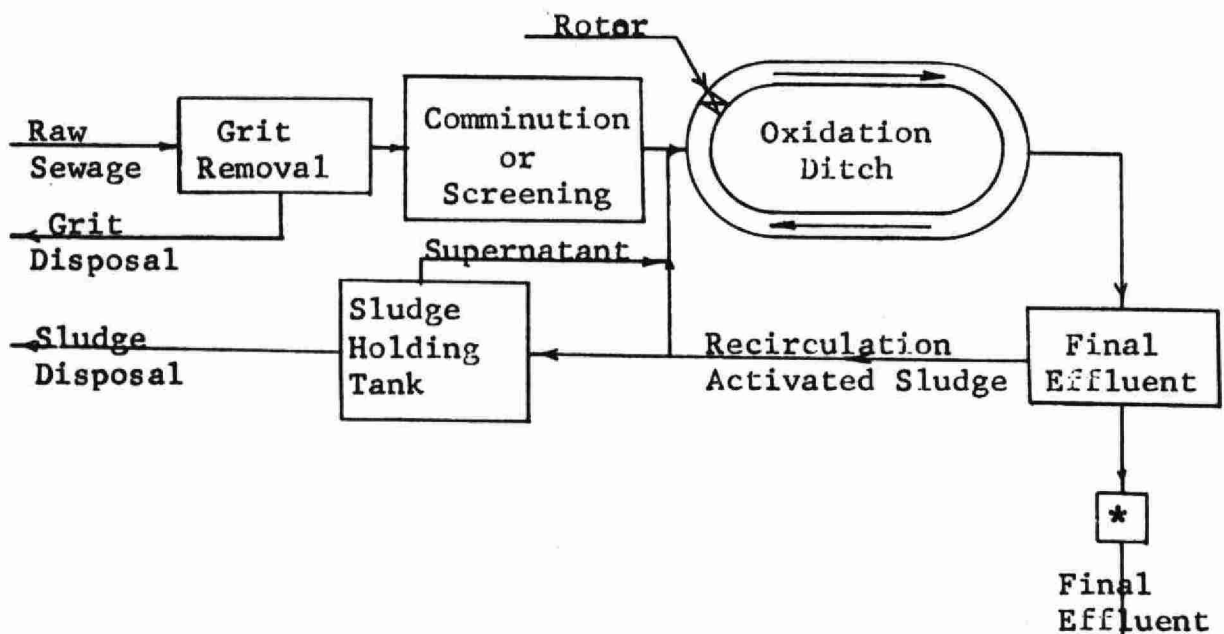 Rotor
Raw
Sewage
Grit
Removal
Comminution
or
Screening
Oxidation
Ditch
Grit
Disposal
Supernatant
Sludge
Disposal
Sludge
Holding
Tank
Recirculation
Activated Sludge
Final
Effluent
*
Final
Effluent